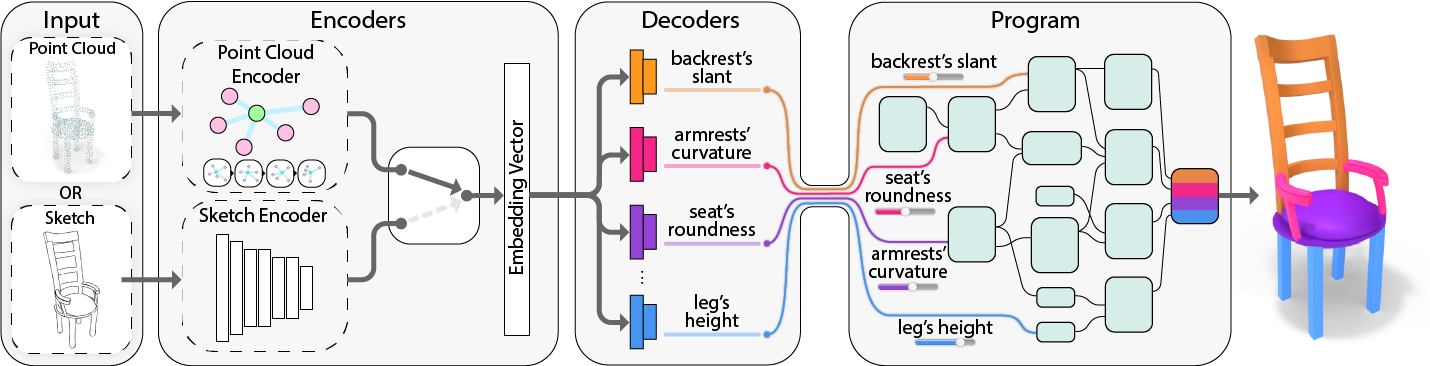 Input
Point Cloud
OR
Sketch
Encoders
Point Cloud
Encoder
Sketch Encoder
Embedding Vector
Decoders
backrest's
slant
armrests'
curvature
seat's
roundness
...
leg's
height
Program
backrest's slant
seat's
roundness
armrests'
curvature
leg's height